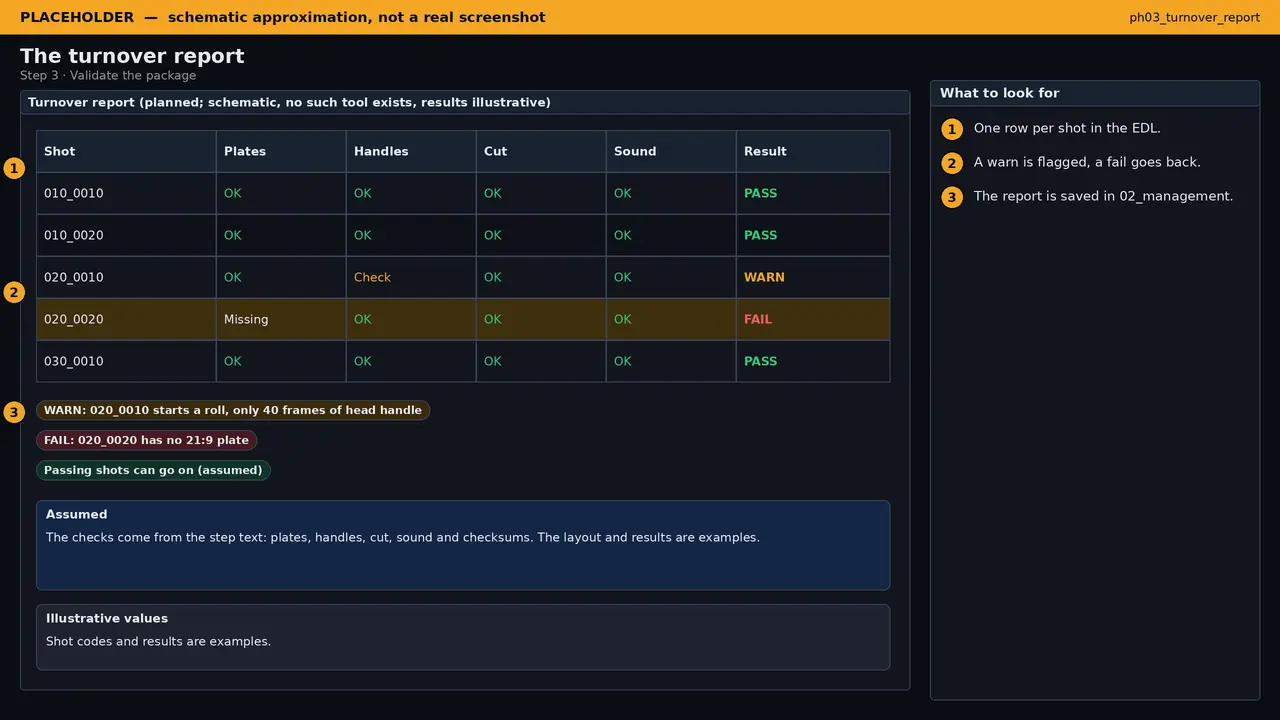 PLACEHOLDER — schematic approximation, not a real screenshot
ph03_turnover_report
The turnover report
Step 3 · Validate the package
Turnover report (planned; schematic, no such tool exists, results illustrative)
Shot Plates Handles Cut Sound Result
1
010_0010 OK OK OK OK PASS
010_0020 OK OK OK OK PASS
020_0010 OK Check OK OK WARN
2
020_0020 Missing OK OK OK FAIL
030_0010 OK OK OK OK PASS
3
WARN: 020_0010 starts a roll, only 40 frames of head handle
FAIL: 020_0020 has no 21:9 plate
Passing shots can go on (assumed)
Assumed
The checks come from the step text: plates, handles, cut, sound and checksums. The layout and results are examples.
Illustrative values
Shot codes and results are examples.
What to look for
1 One row per shot in the EDL.
2 A warn is flagged, a fail goes back.
3 The report is saved in 02_management.